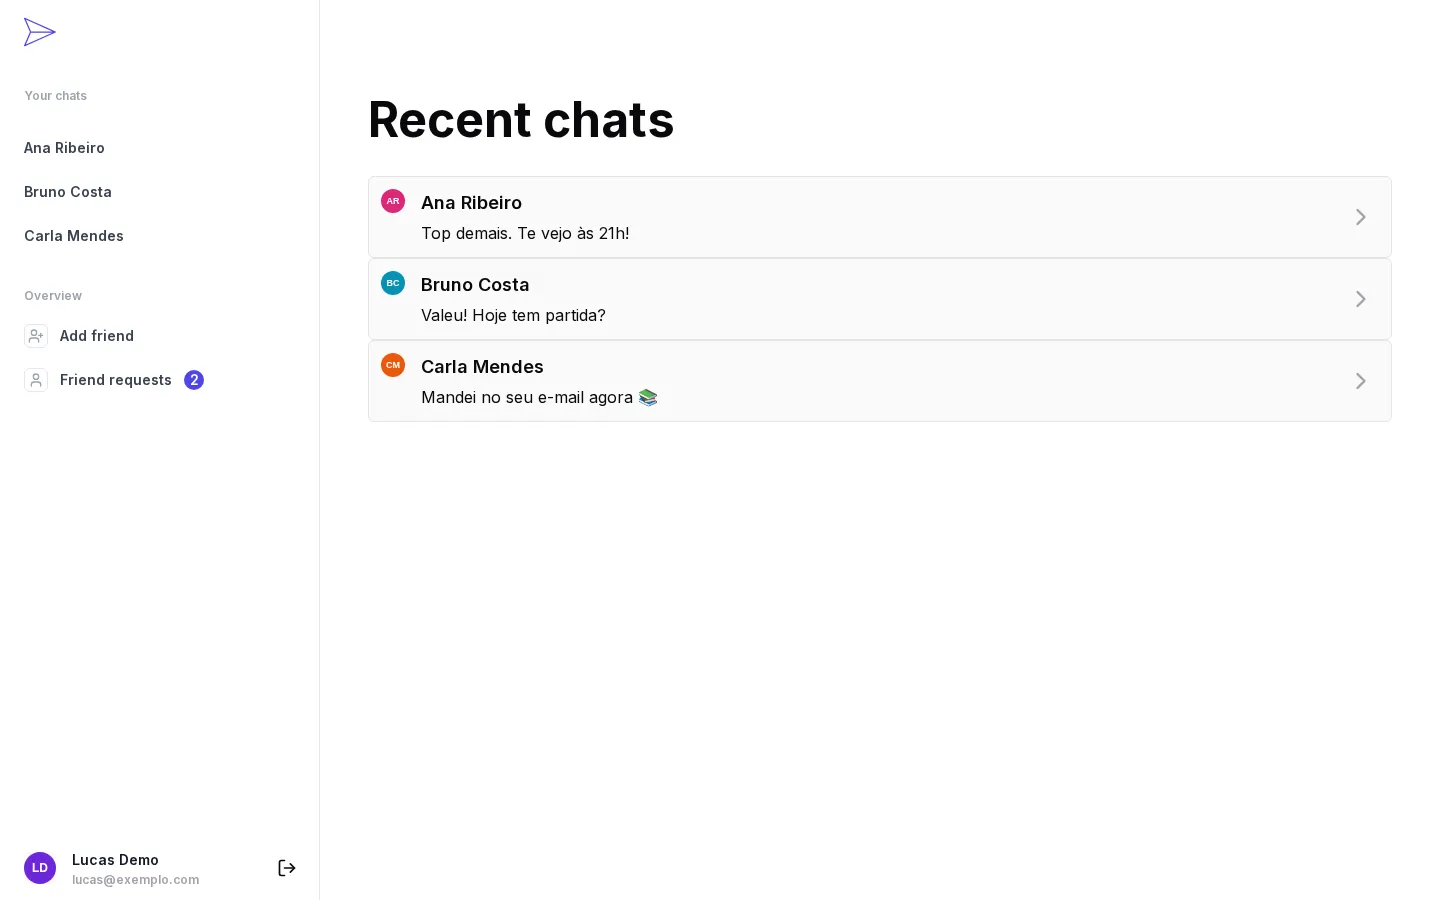 Your chats
Ana Ribeiro
Bruno Costa
Carla Mendes
Overview
Add friend
Friend requests 2
LD
Lucas Demo
lucas@exemplo.com
Recent chats
AR
Ana Ribeiro
Top demais. Te vejo às 21h!
BC
Bruno Costa
Valeu! Hoje tem partida?
CM
Carla Mendes
Mandei no seu e-mail agora 📚